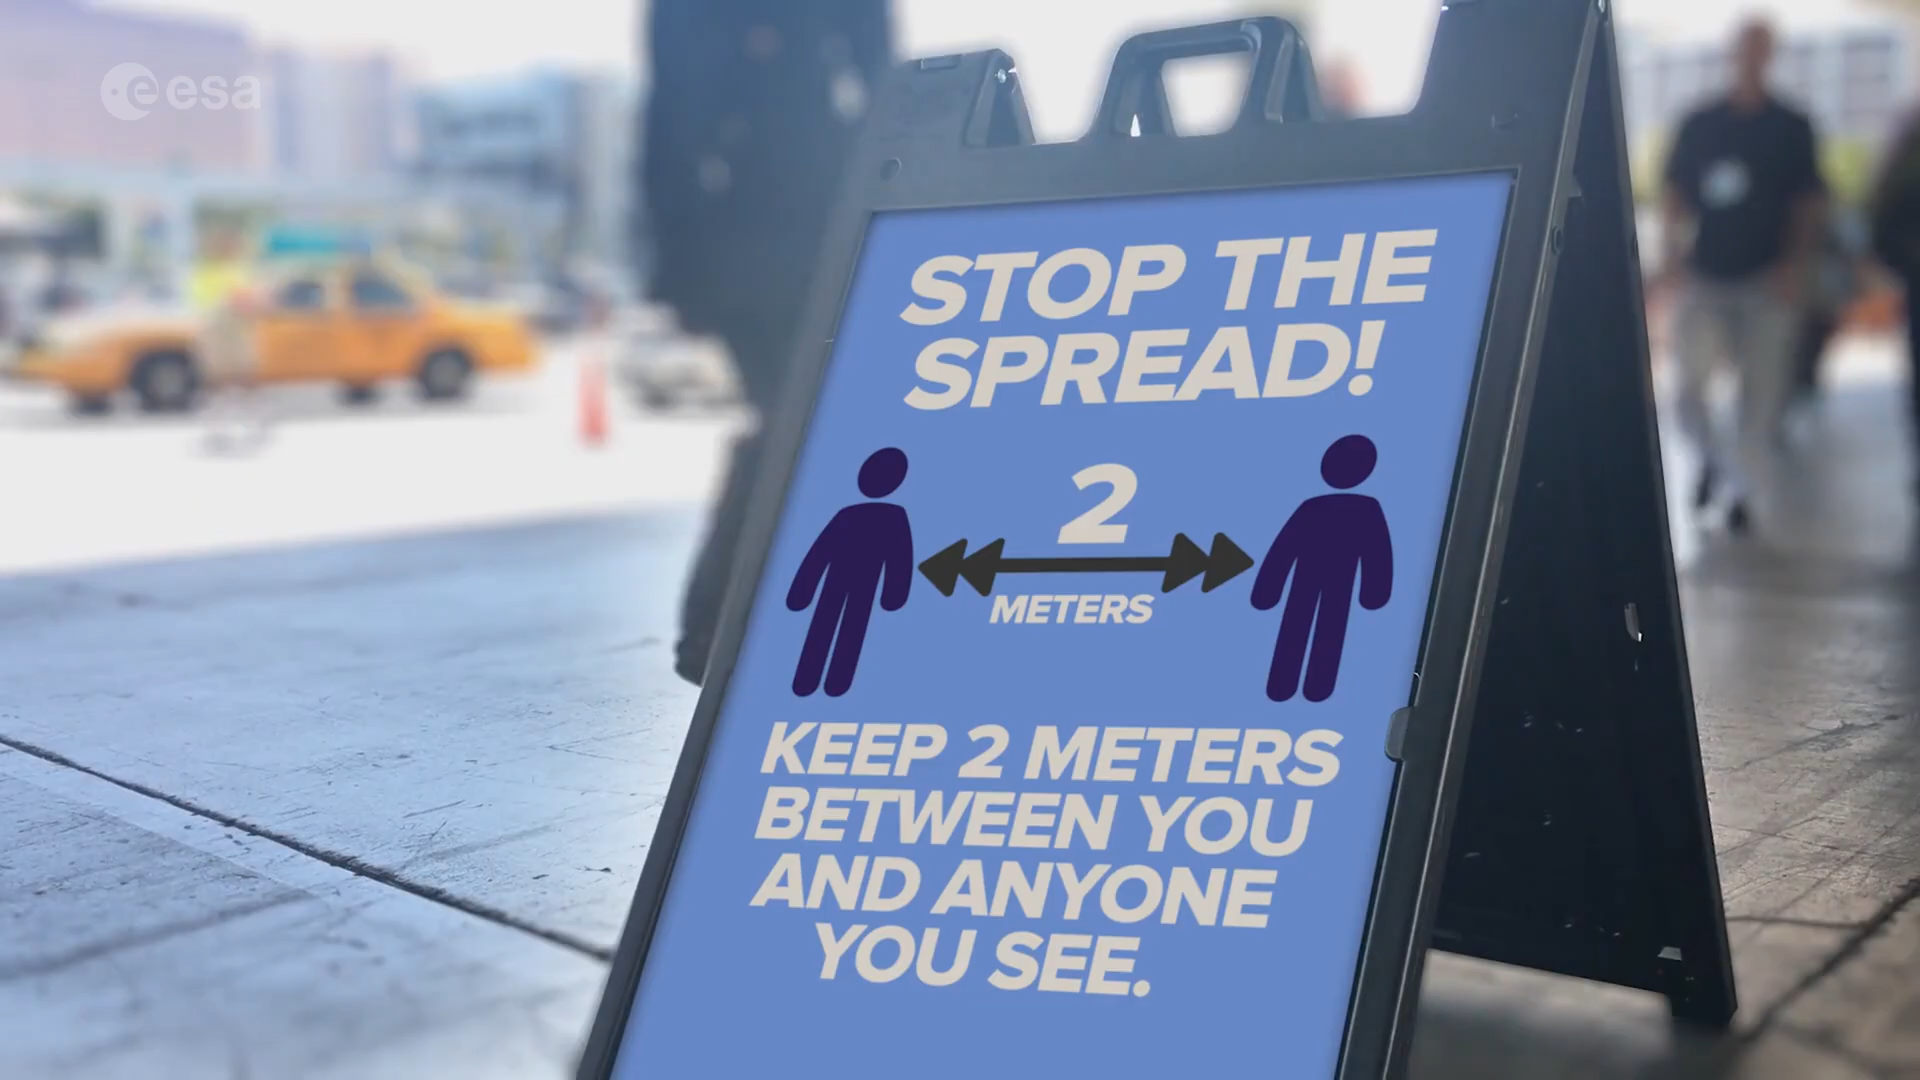 esa
STOP THE
SPREAD!
2
METERS
KEEP 2 METERS
BETWEEN YOU
AND ANYONE
YOU SEE.